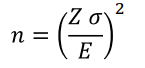 n = (Z σ / E)²